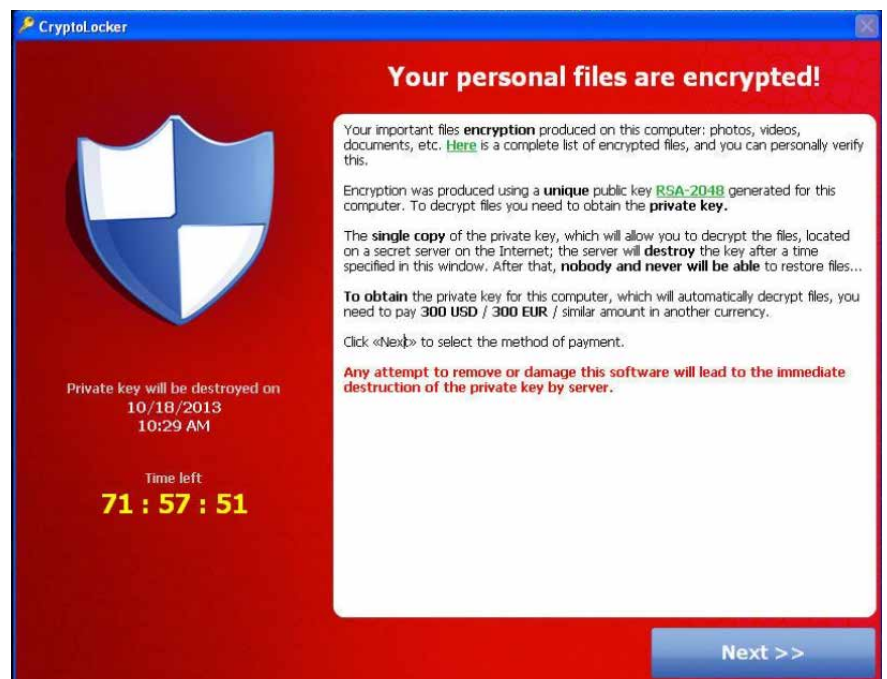 CryptoLocker
Your personal files are encrypted!
Your important files encryption produced on this computer: photos, videos,
documents, etc. Here is a complete list of encrypted files, and you can personally verify
this.
Encryption was produced using a unique public key RSA-2048 generated for this
computer. To decrypt files you need to obtain the private key.
The single copy of the private key, which will allow you to decrypt the files, located
on a secret server on the Internet; the server will destroy the key after a time
specified in this window. After that, nobody and never will be able to restore files...
To obtain the private key for this computer, which will automatically decrypt files, you
need to pay 300 USD / 300 EUR / similar amount in another currency.
Click «Next» to select the method of payment.
Any attempt to remove or damage this software will lead to the immediate
destruction of the private key by server.
Private key will be destroyed on
10/18/2013
10:29 AM
Time left
71 : 57 : 51
Next >>